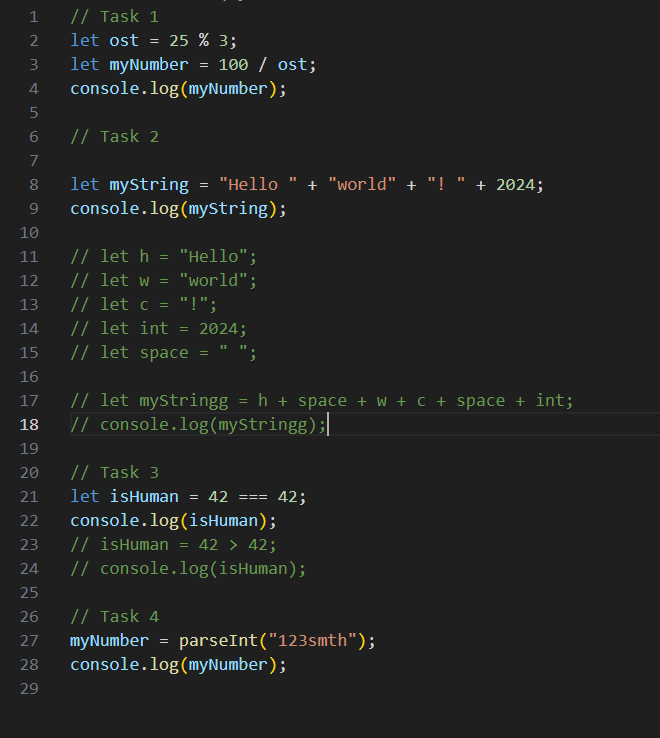 1 // Task 1
2 let ost = 25 % 3;
3 let myNumber = 100 / ost;
4 console.log(myNumber);
5
6 // Task 2
7
8 let myString = "Hello " + "world" + "! " + 2024;
9 console.log(myString);
10
11 // let h = "Hello";
12 // let w = "world";
13 // let c = "!";
14 // let int = 2024;
15 // let space = " ";
16
17 // let myStringg = h + space + w + c + space + int;
18 // console.log(myStringg);
19
20 // Task 3
21 let isHuman = 42 === 42;
22 console.log(isHuman);
23 // isHuman = 42 > 42;
24 // console.log(isHuman);
25
26 // Task 4
27 myNumber = parseInt("123smth");
28 console.log(myNumber);
29